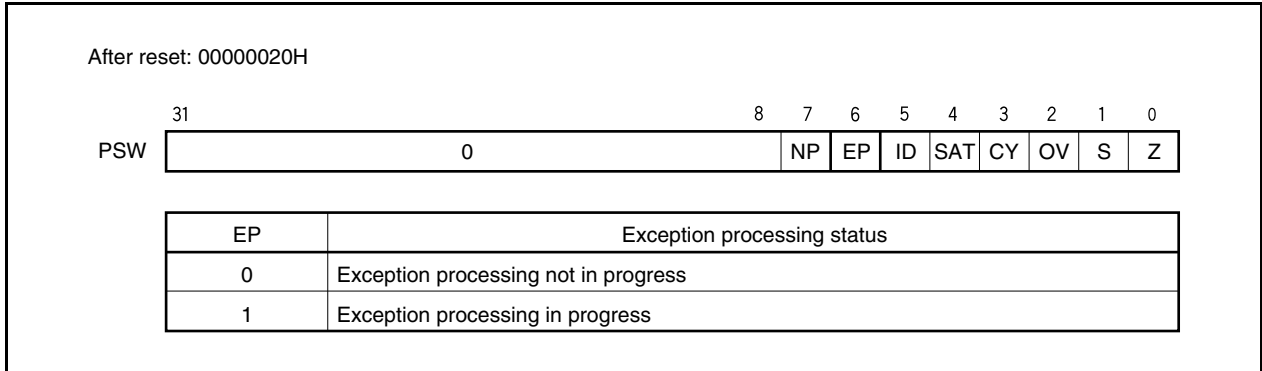 After reset: 00000020H
31 8 7 6 5 4 3 2 1 0
PSW 0 NP EP ID SAT CY OV S Z
EP Exception processing status
0 Exception processing not in progress
1 Exception processing in progress